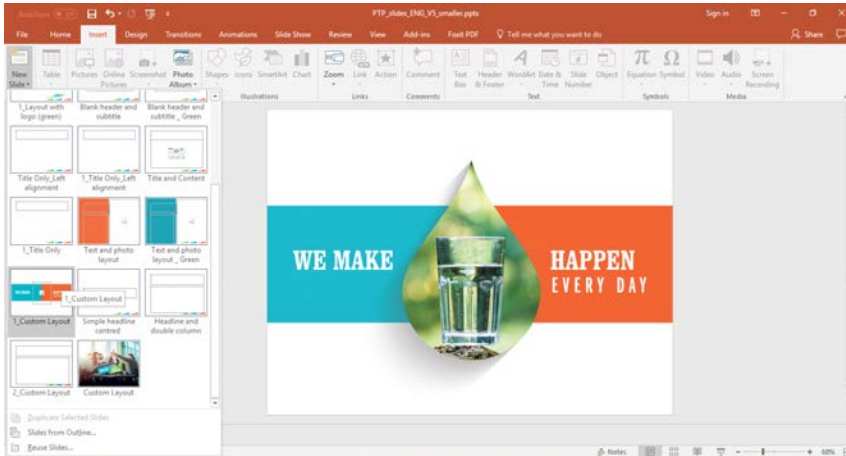 AutoSave
PTP_slides_ENG_V5_smaller.pptx
Sign in
File Home Insert Design Transitions Animations Slide Show Review View Add-ins Foxit PDF Tell me what you want to do
Share
New Slide
Table
Pictures
Online Pictures
Screenshot
Photo Album
Shapes
Icons
SmartArt
Chart
Zoom
Link
Action
Comment
Text Box
Header & Footer
WordArt
Date & Time
Slide Number
Object
Equation
Symbol
Video
Audio
Screen Recording
Illustrations
Links
Comments
Text
Symbols
Media
1_Layout with logo (green)
Blank header and subtitle
Blank header and subtitle _ Green
Title Only_Left alignment
1_Title Only_Left alignment
Title and Content
1_Title Only
Text and photo layout
Text and photo layout _ Green
1_Custom Layout
1_Custom Layout
Simple headline centred
Headline and double column
2_Custom Layout
Custom Layout
Duplicate Selected Slides
Slides from Outline...
Reuse Slides...
WE MAKE
HAPPEN
EVERY DAY
Notes
68%